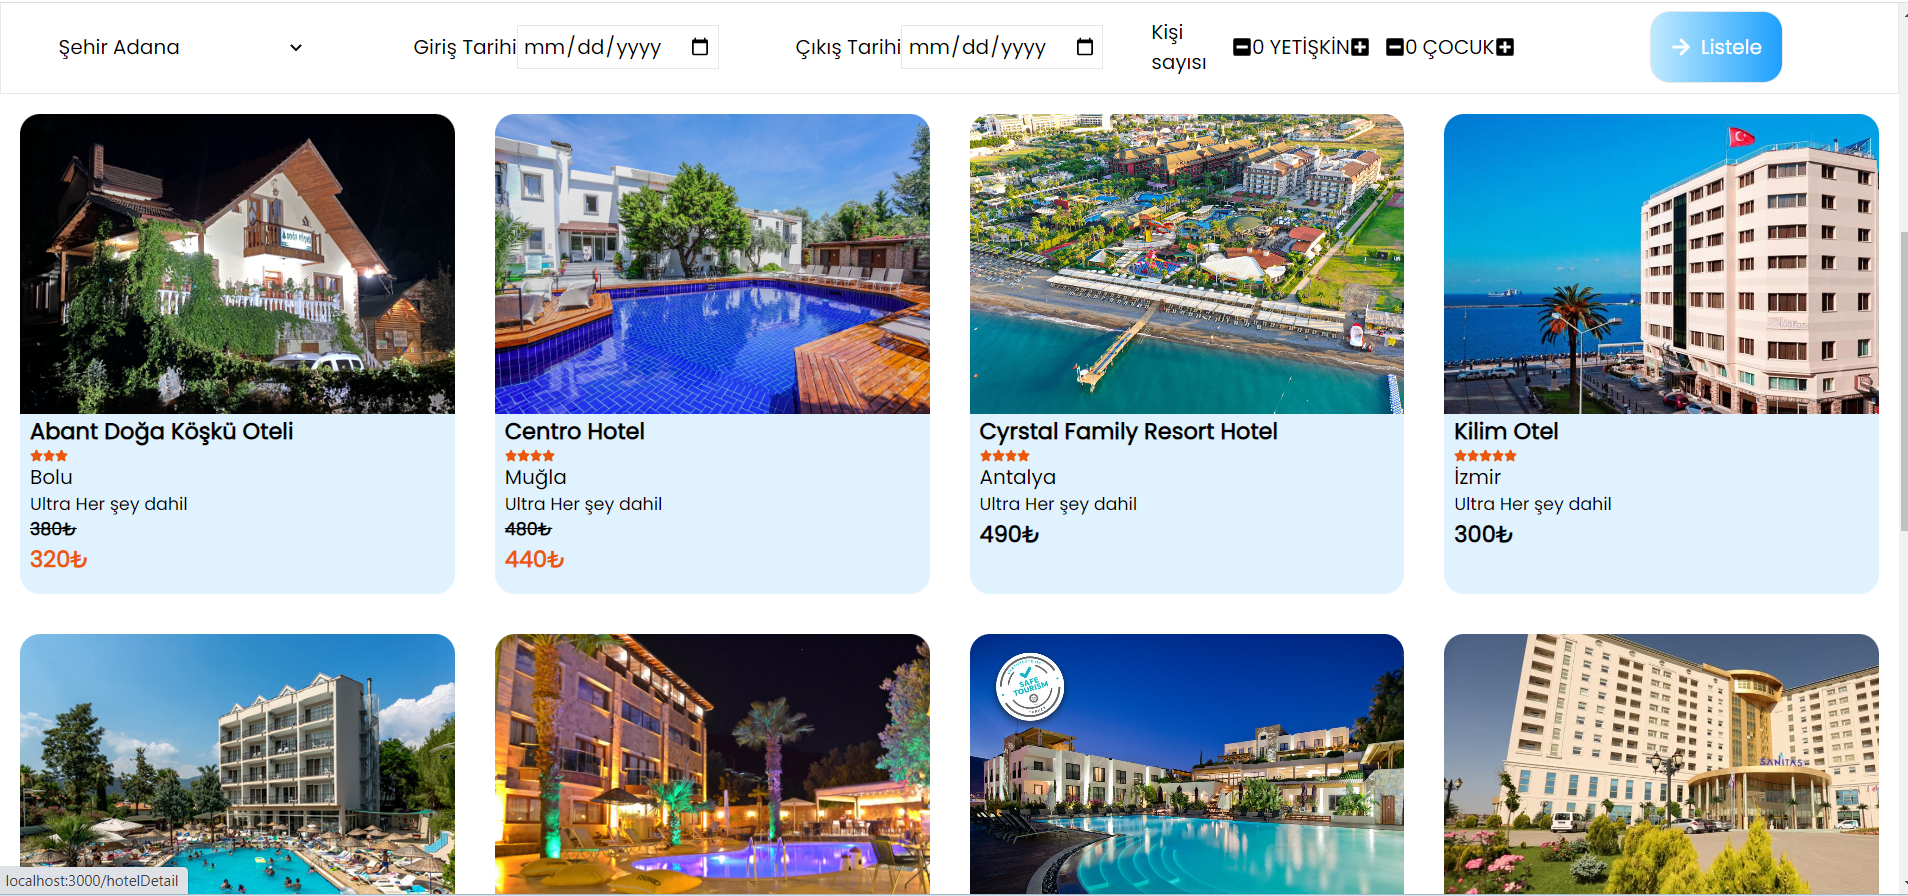 Şehir Adana
Giriş Tarihi mm/dd/yyyy
Çıkış Tarihi mm/dd/yyyy
Kişi
sayısı
0 YETİŞKİN
0 ÇOCUK
Listele
Abant Doğa Köşkü Oteli
Bolu
Ultra Her şey dahil
380₺
320₺
Centro Hotel
Muğla
Ultra Her şey dahil
480₺
440₺
Cyrstal Family Resort Hotel
Antalya
Ultra Her şey dahil
490₺
Kilim Otel
İzmir
Ultra Her şey dahil
300₺
SAFE
TOURISM
SANITAS
localhost:3000/hotelDetail